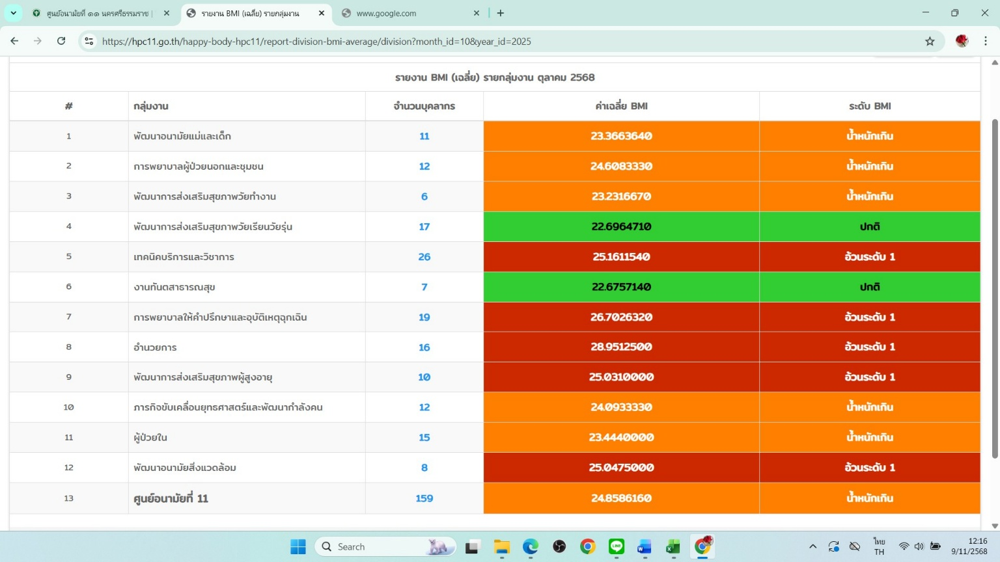 ศูนย์อนามัยที่ ๑๑ นครศรีธรรมราช |
รายงาน BMI (เฉลี่ย) รายกลุ่มงาน
www.google.com
https://hpc11.go.th/happy-body-hpc11/report-division-bmi-average/division?month_id=10&year_id=2025
รายงาน BMI (เฉลี่ย) รายกลุ่มงาน ตุลาคม 2568
# กลุ่มงาน จำนวนบุคลากร ค่าเฉลี่ย BMI ระดับ BMI
1 พัฒนาอนามัยแม่และเด็ก 11 23.3663640 น้ำหนักเกิน
2 การพยาบาลผู้ป่วยนอกและชุมชน 12 24.6083330 น้ำหนักเกิน
3 พัฒนาการส่งเสริมสุขภาพวัยทำงาน 6 23.2316670 น้ำหนักเกิน
4 พัฒนาการส่งเสริมสุขภาพวัยเรียนวัยรุ่น 17 22.6964710 ปกติ
5 เทคนิคบริการและวิชาการ 26 25.1611540 อ้วนระดับ 1
6 งานทันตสาธารณสุข 7 22.6757140 ปกติ
7 การพยาบาลให้คำปรึกษาและอุบัติเหตุฉุกเฉิน 19 26.7026320 อ้วนระดับ 1
8 อำนวยการ 16 28.9512500 อ้วนระดับ 1
9 พัฒนาการส่งเสริมสุขภาพผู้สูงอายุ 10 25.0310000 อ้วนระดับ 1
10 ภารกิจขับเคลื่อนยุทธศาสตร์และพัฒนากำลังคน 12 24.0933330 น้ำหนักเกิน
11 ผู้ป่วยใน 15 23.4440000 น้ำหนักเกิน
12 พัฒนาอนามัยสิ่งแวดล้อม 8 25.0475000 อ้วนระดับ 1
13 ศูนย์อนามัยที่ 11 159 24.8586160 น้ำหนักเกิน
Search
ไทย
TH
12:16
9/11/2568